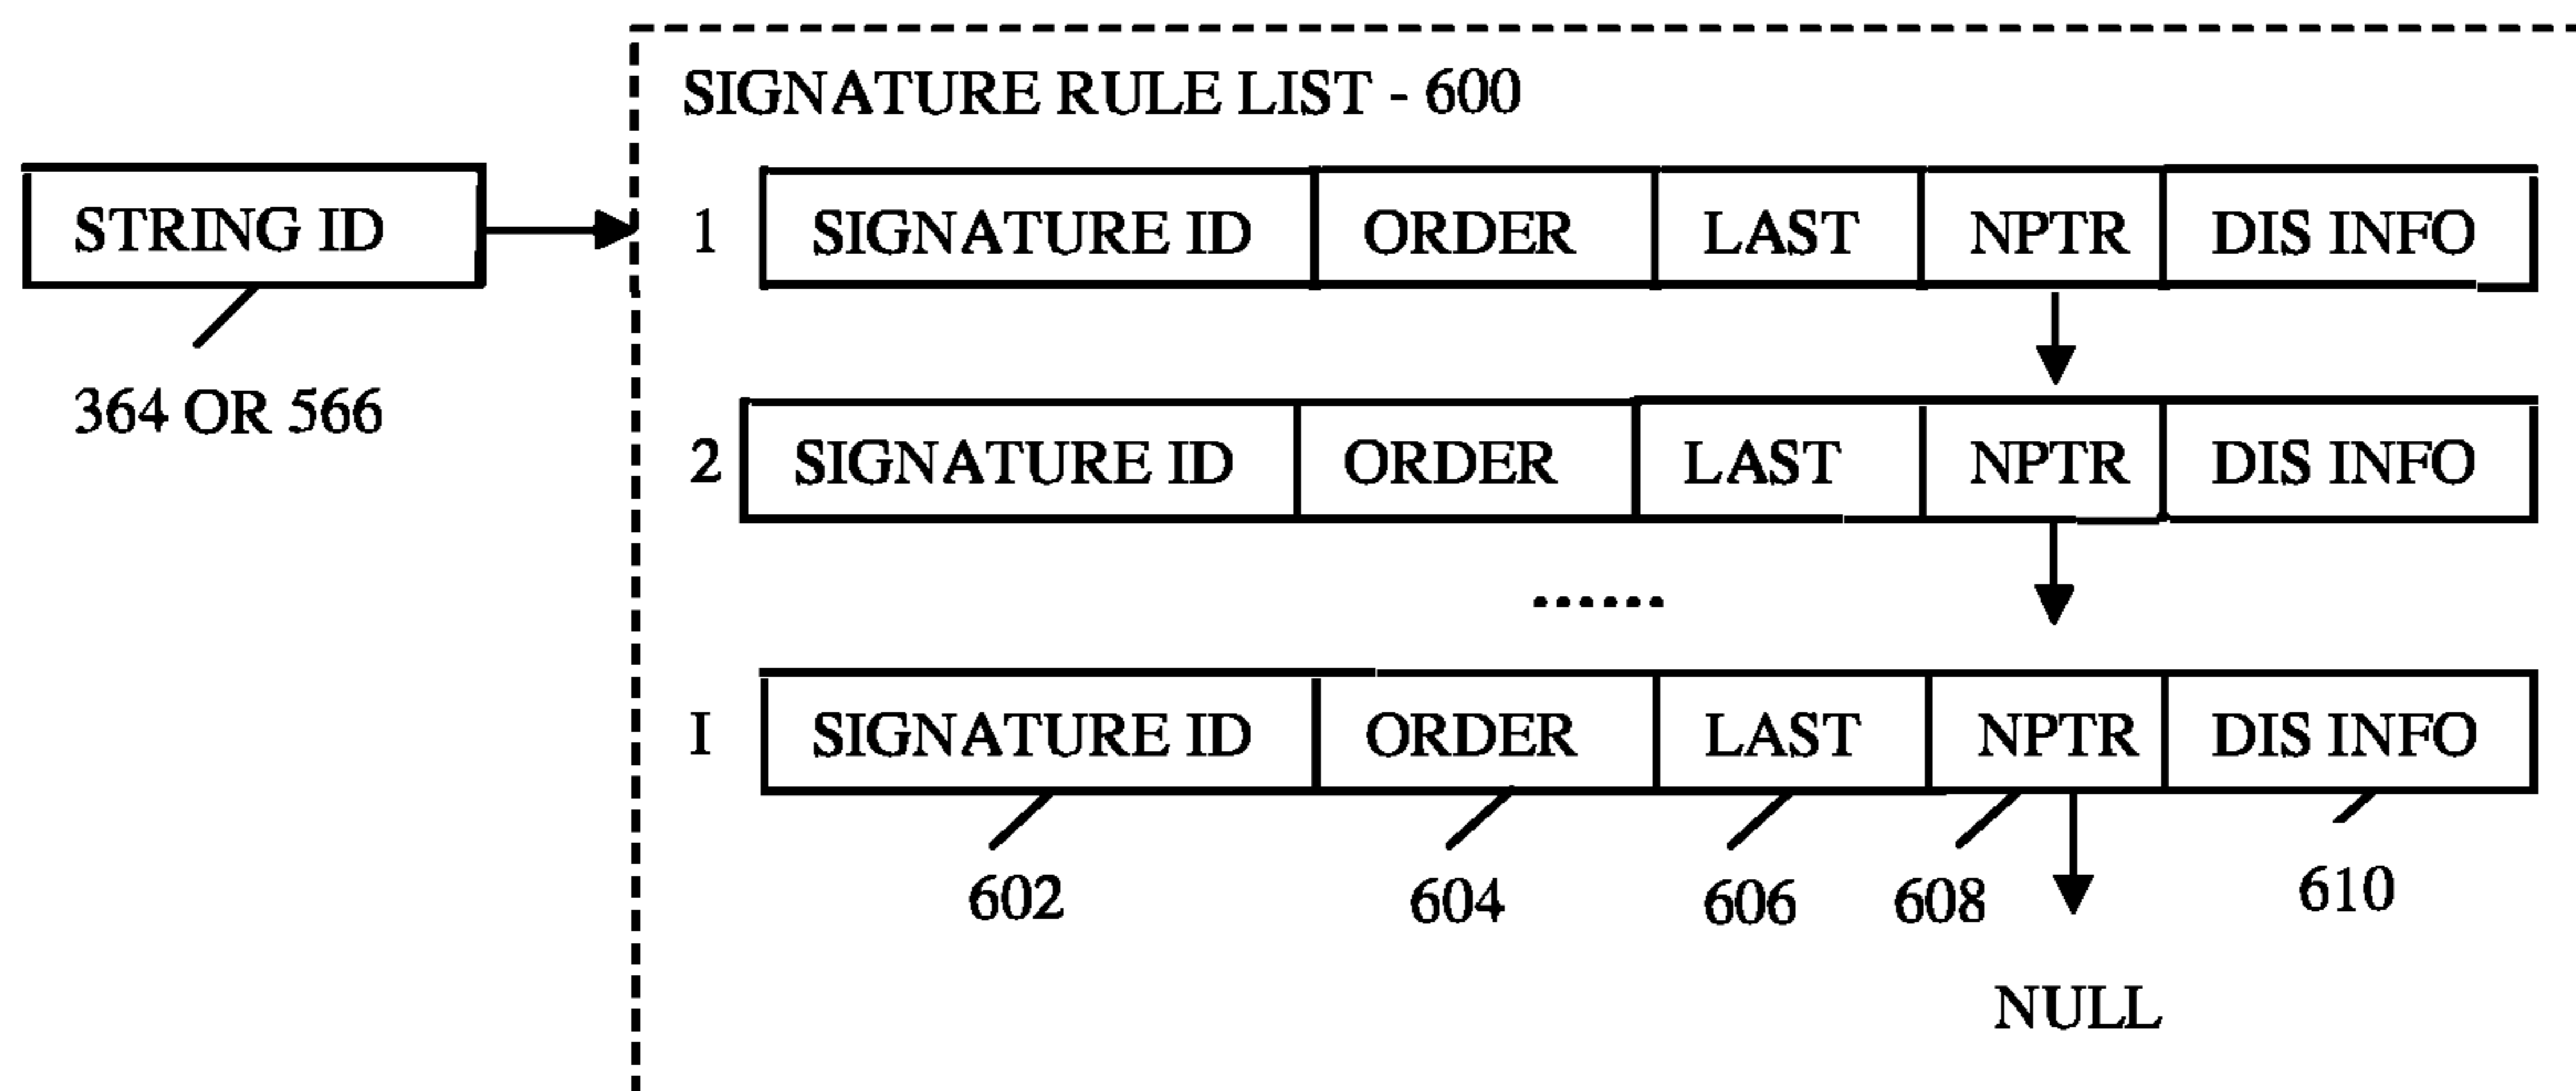 SIGNATURE RULE LIST - 600
STRING ID
364 OR 566
1 SIGNATURE ID ORDER LAST NPTR DIS INFO
2 SIGNATURE ID ORDER LAST NPTR DIS INFO
......
I SIGNATURE ID ORDER LAST NPTR DIS INFO
602 604 606 608 610
NULL